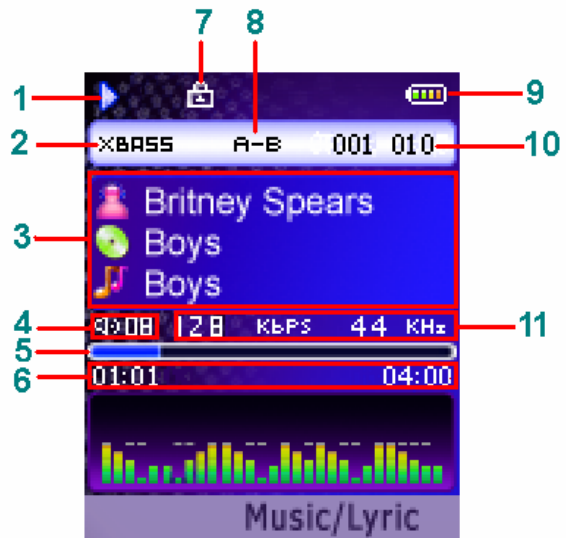 7 8
1 9
2 XBASS A-B 001 010 10
Britney Spears
3 Boys
Boys
4 08 128 KBPS 44 KHz 11
5
6 01:01 04:00
Music/Lyric